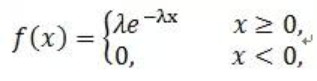 f(x) = { λe^{-λx}   x ≥ 0,
0,   x < 0,